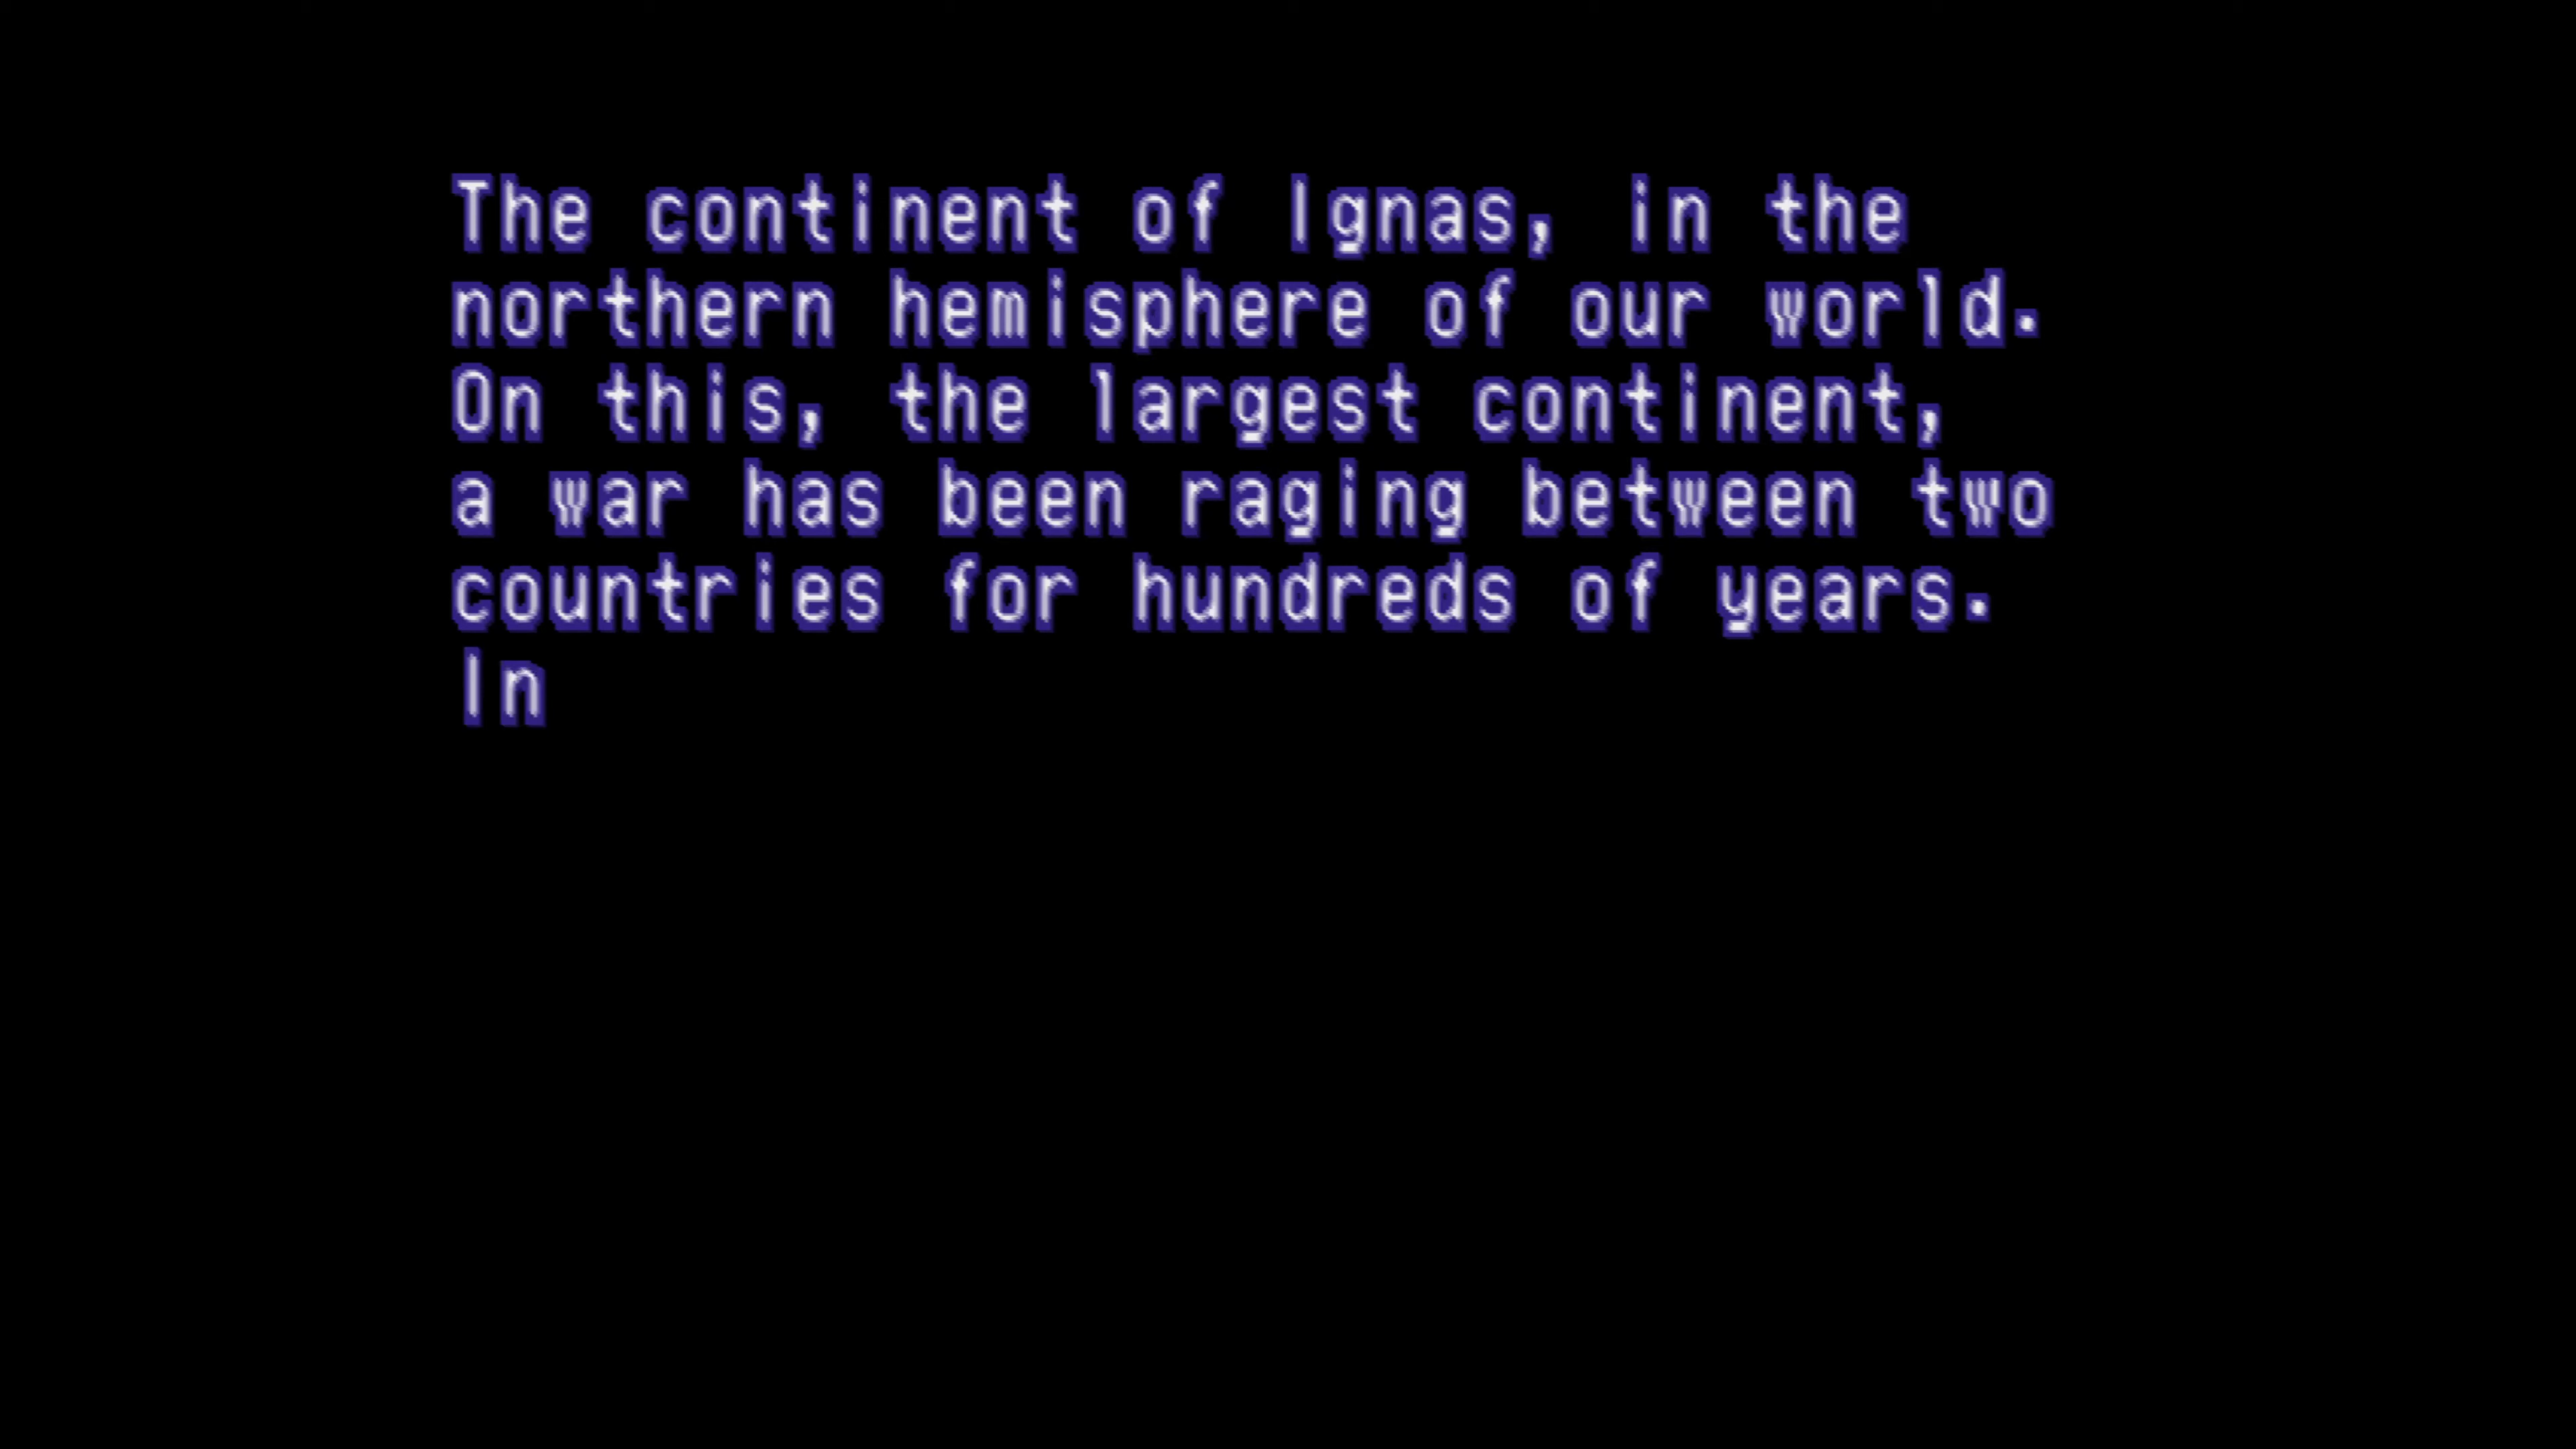 The continent of Ignas, in the
northern hemisphere of our world.
On this, the largest continent,
a war has been raging between two
countries for hundreds of years.
In